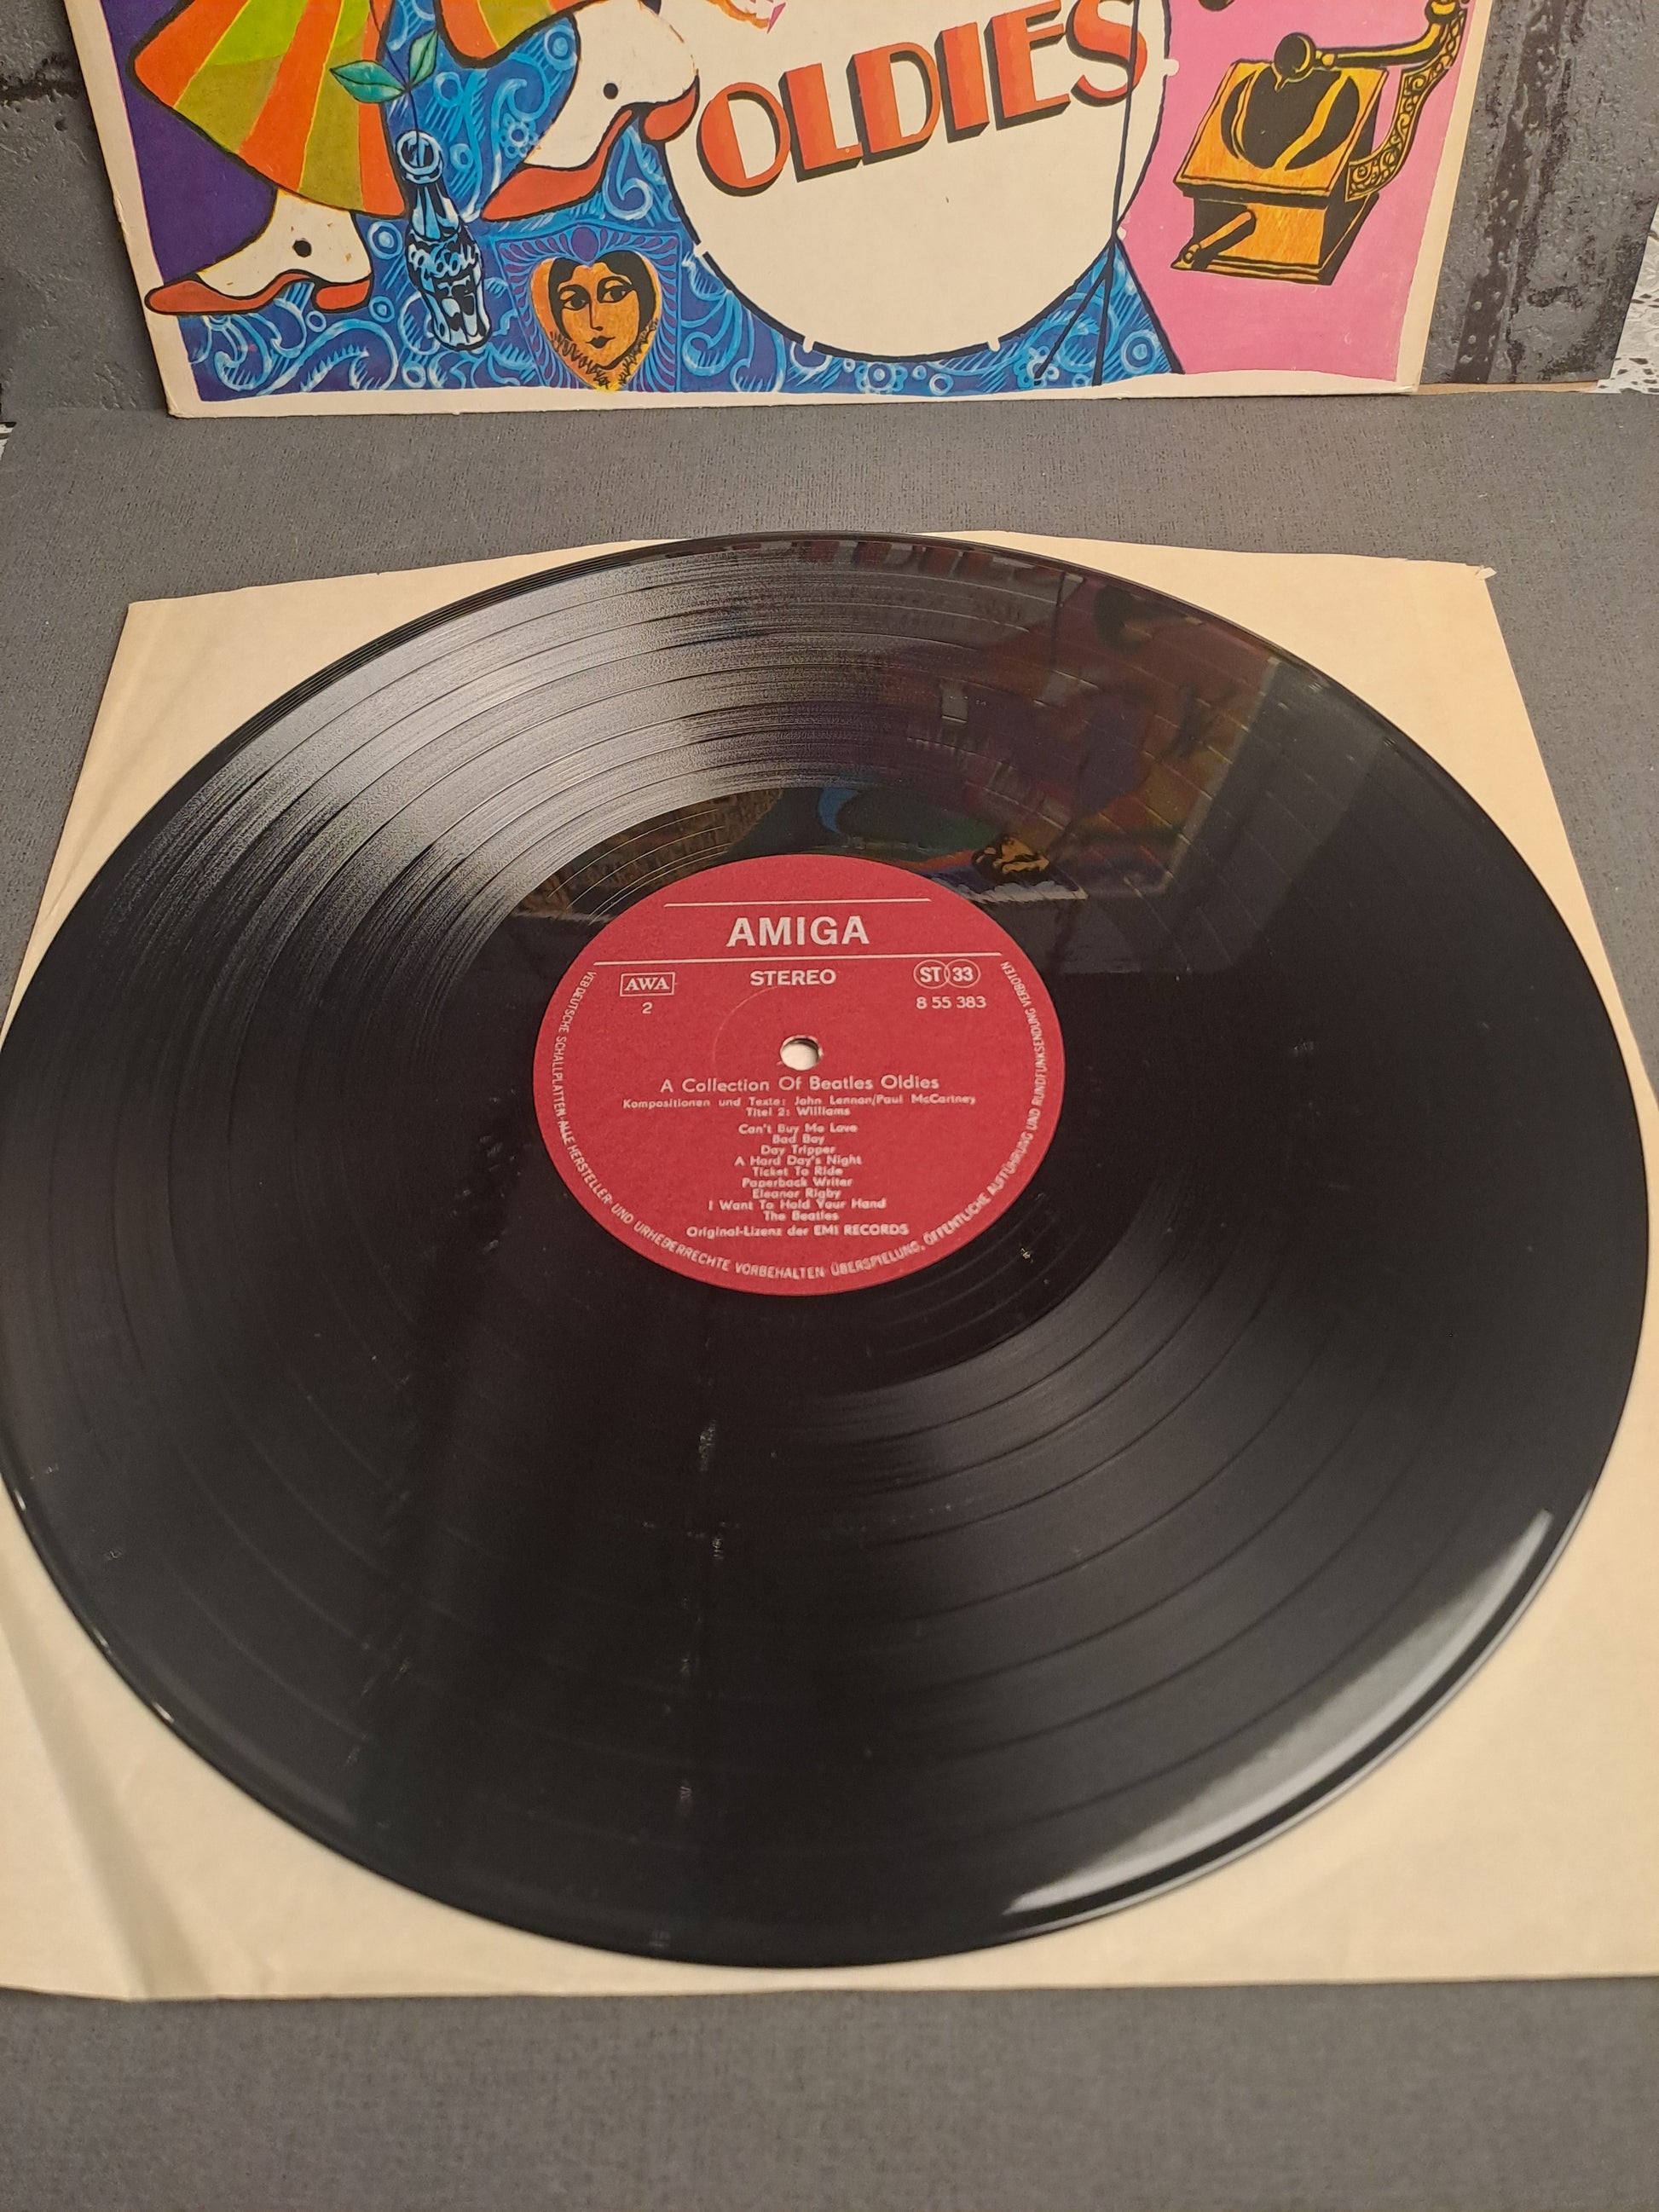 OLDIES
AMIGA
AWA
STEREO
ST 33
2
8 55 383
A Collection Of Beatles Oldies
Kompositionen und Texte: John Lennon/Paul McCartney
Titel 2: Williams
Can't Buy Me Love
Bad Boy
Day Tripper
A Hard Day's Night
Ticket To Ride
Paperback Writer
Eleanor Rigby
I Want To Hold Your Hand
The Beatles
Original-Lizenz der EMI RECORDS
VEB DEUTSCHE SCHALLPLATTEN · ALLE HERSTELLER- UND URHEBERRECHTE VORBEHALTEN · ÜBERSPIELUNG, ÖFFENTLICHE AUFFÜHRUNG UND RUNDFUNKSENDUNG VERBOTEN